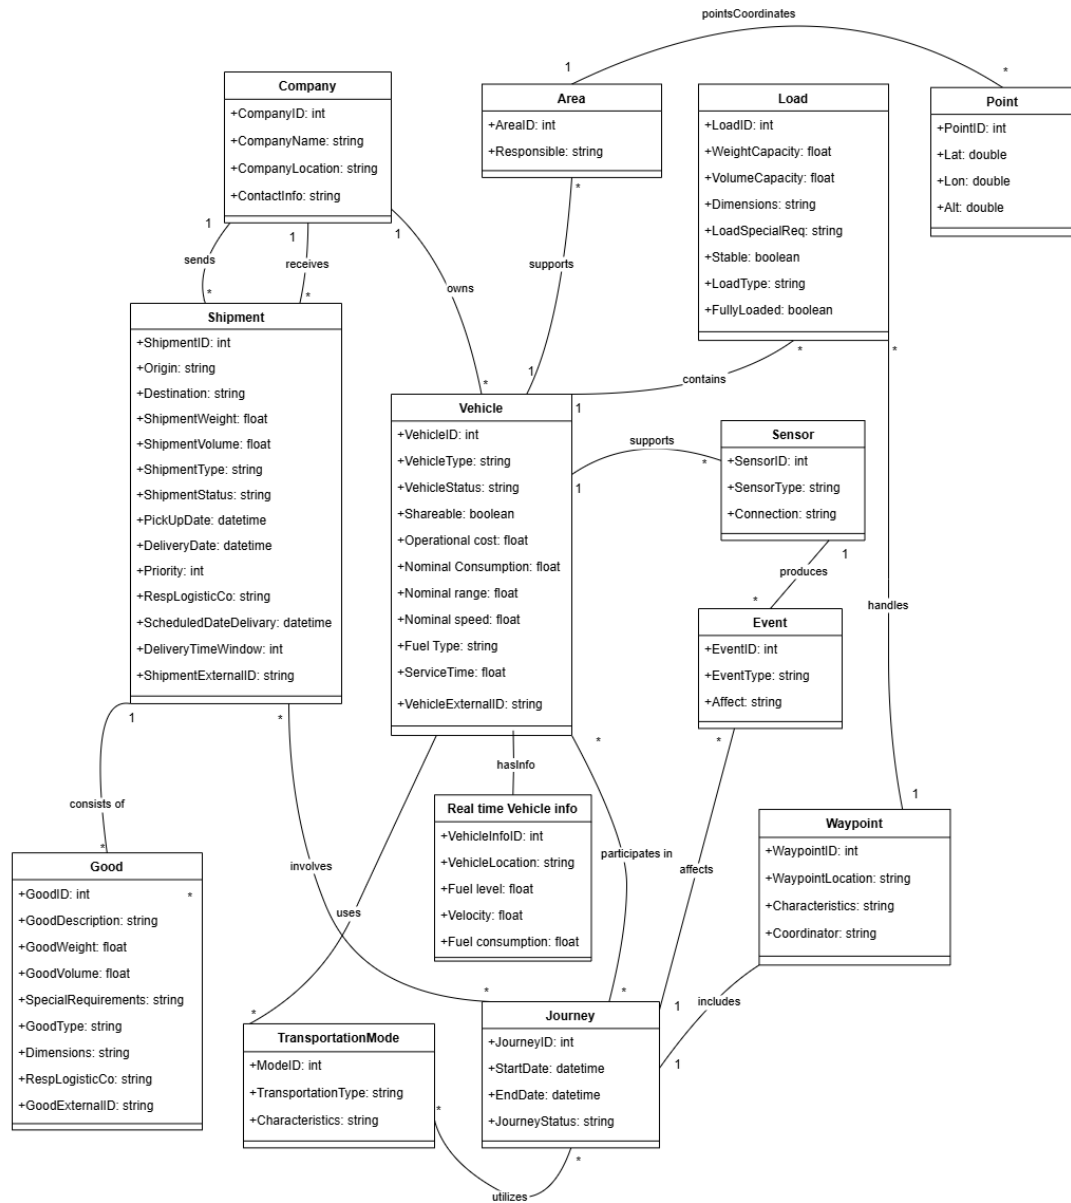 pointsCoordinates
1
*
Company
+CompanyID: int
+CompanyName: string
+CompanyLocation: string
+ContactInfo: string
Area
+AreaID: int
+Responsible: string
Load
+LoadID: int
+WeightCapacity: float
+VolumeCapacity: float
+Dimensions: string
+LoadSpecialReq: string
+Stable: boolean
+LoadType: string
+FullyLoaded: boolean
Point
+PointID: int
+Lat: double
+Lon: double
+Alt: double
1
sends
*
1
receives
*
1
owns
*
*
supports
1
*
contains
1
*
handles
1
Shipment
+ShipmentID: int
+Origin: string
+Destination: string
+ShipmentWeight: float
+ShipmentVolume: float
+ShipmentType: string
+ShipmentStatus: string
+PickUpDate: datetime
+DeliveryDate: datetime
+Priority: int
+RespLogisticCo: string
+ScheduledDateDelivary: datetime
+DeliveryTimeWindow: int
+ShipmentExternalID: string
Vehicle
+VehicleID: int
+VehicleType: string
+VehicleStatus: string
+Shareable: boolean
+Operational cost: float
+Nominal Consumption: float
+Nominal range: float
+Nominal speed: float
+Fuel Type: string
+ServiceTime: float
+VehicleExternalID: string
supports
1
*
Sensor
+SensorID: int
+SensorType: string
+Connection: string
1
produces
*
Event
+EventID: int
+EventType: string
+Affect: string
*
affects
1
1
consists of
*
*
involves
*
uses
*
hasInfo
*
participates in
*
Real time Vehicle info
+VehicleInfoID: int
+VehicleLocation: string
+Fuel level: float
+Velocity: float
+Fuel consumption: float
Waypoint
+WaypointID: int
+WaypointLocation: string
+Characteristics: string
+Coordinator: string
includes
1
Good
+GoodID: int
*
+GoodDescription: string
+GoodWeight: float
+GoodVolume: float
+SpecialRequirements: string
+GoodType: string
+Dimensions: string
+RespLogisticCo: string
+GoodExternalID: string
TransportationMode
+ModeID: int
+TransportationType: string
+Characteristics: string
Journey
+JourneyID: int
+StartDate: datetime
+EndDate: datetime
+JourneyStatus: string
*
utilizes
*